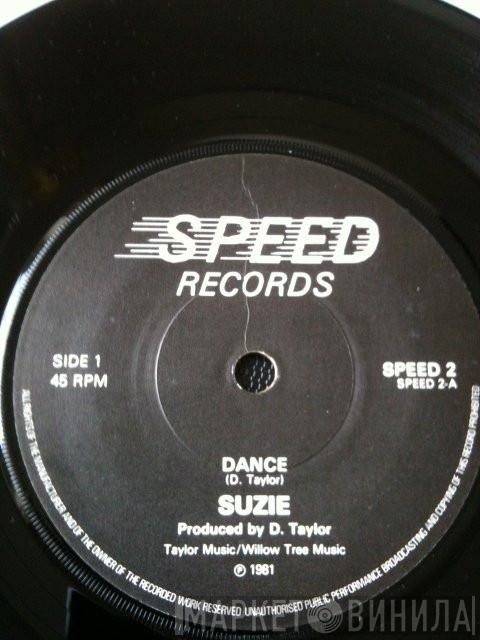 SPEED
RECORDS
SIDE 1
45 RPM
SPEED 2
SPEED 2-A
DANCE
(D. Taylor)
SUZIE
Produced by D. Taylor
Taylor Music/Willow Tree Music
℗ 1981
ALL RIGHTS OF THE MANUFACTURER AND OF THE OWNER OF THE RECORDED WORK RESERVED. UNAUTHORISED PUBLIC PERFORMANCE BROADCASTING AND COPYING OF THIS RECORD PROHIBITED
МАРКЕТ ВИНИЛА